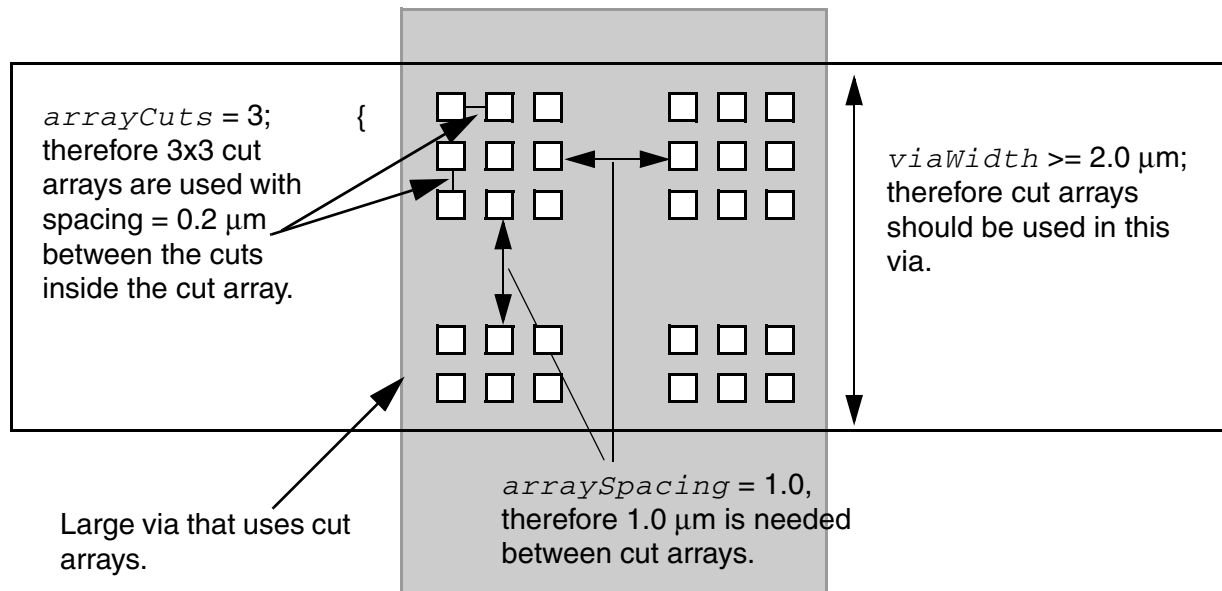 arrayCuts = 3; {
therefore 3x3 cut
arrays are used with
spacing = 0.2 μm
between the cuts
inside the cut array.
viaWidth >= 2.0 μm;
therefore cut arrays
should be used in this
via.
Large via that uses cut
arrays.
arraySpacing = 1.0,
therefore 1.0 μm is needed
between cut arrays.